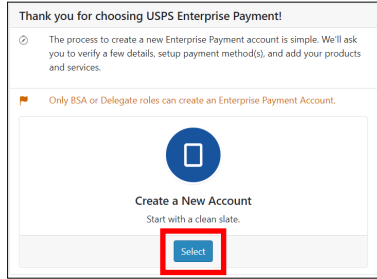 Thank you for choosing USPS Enterprise Payment!
The process to create a new Enterprise Payment account is simple. We'll ask
you to verify a few details, setup payment method(s), and add your products
and services.
Only BSA or Delegate roles can create an Enterprise Payment Account.
Create a New Account
Start with a clean slate.
Select